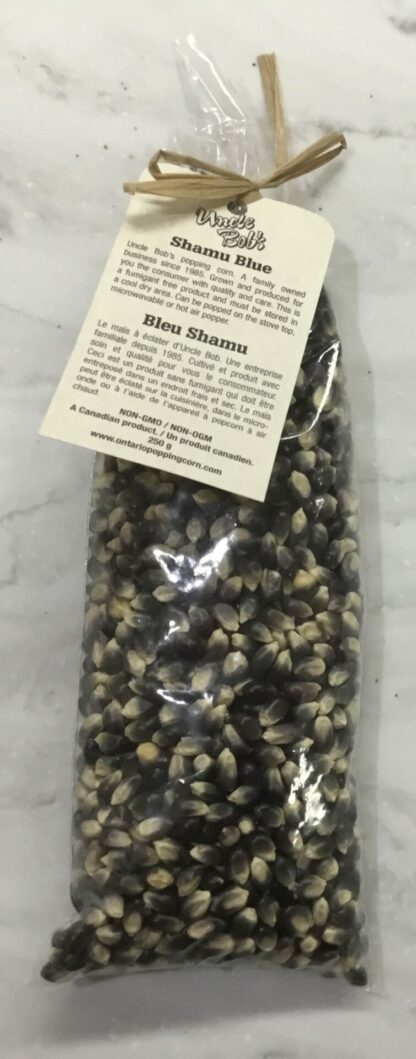 Uncle
Bob's
Shamu Blue
Uncle Bob's popping corn. A family owned
business since 1985. Grown and produced for
you the consumer with quality and care. This is
a fumigant free product and must be stored in
a cool dry area. Can be popped on the stove top,
microwavable or hot air popper.
Bleu Shamu
Le maïs à éclater d'Uncle Bob. Une entreprise
familiale depuis 1985. Cultivé et produit avec
soin et qualité pour vous le consommateur.
Ceci est un produit sans fumigant qui doit être
entreposé dans un endroit frais et sec. Le maïs
peut être éclaté sur la cuisinière, dans le micro-
onde ou à l'aide de l'appareil à popcorn à air
chaud.
NON-GMO / NON-OGM
A Canadian product. / Un produit canadien.
250 g
www.ontariopoppingcorn.com